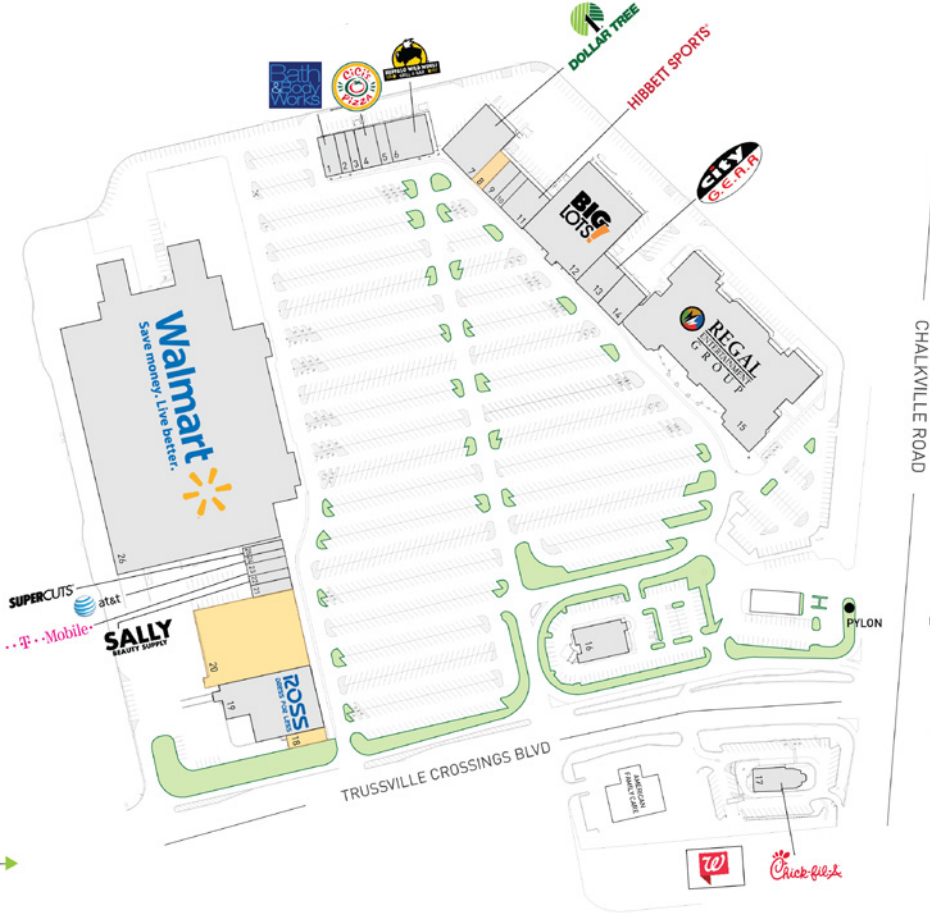 DOLLAR TREE
HIBBETT SPORTS
Bath
& Body
Works
CiCi's
PIZZA
BUFFALO WILD WINGS
city
G.E.A.R
1
2
3
4
5
6
7
8
9
10
11
BIG
LOTS!
12
13
14
REGAL
ENTERTAINMENT
GROUP
15
CHALKVILLE ROAD
Walmart
Save money. Live better.
26
SUPERCUTS
at&t
T··Mobile·
SALLY
BEAUTY SUPPLY
23
22
21
20
19
ROSS
DRESS FOR LESS
18
16
PYLON
TRUSSVILLE CROSSINGS BLVD
AMERICAN
FAMILY CARE
17
W
Chick-fil-A